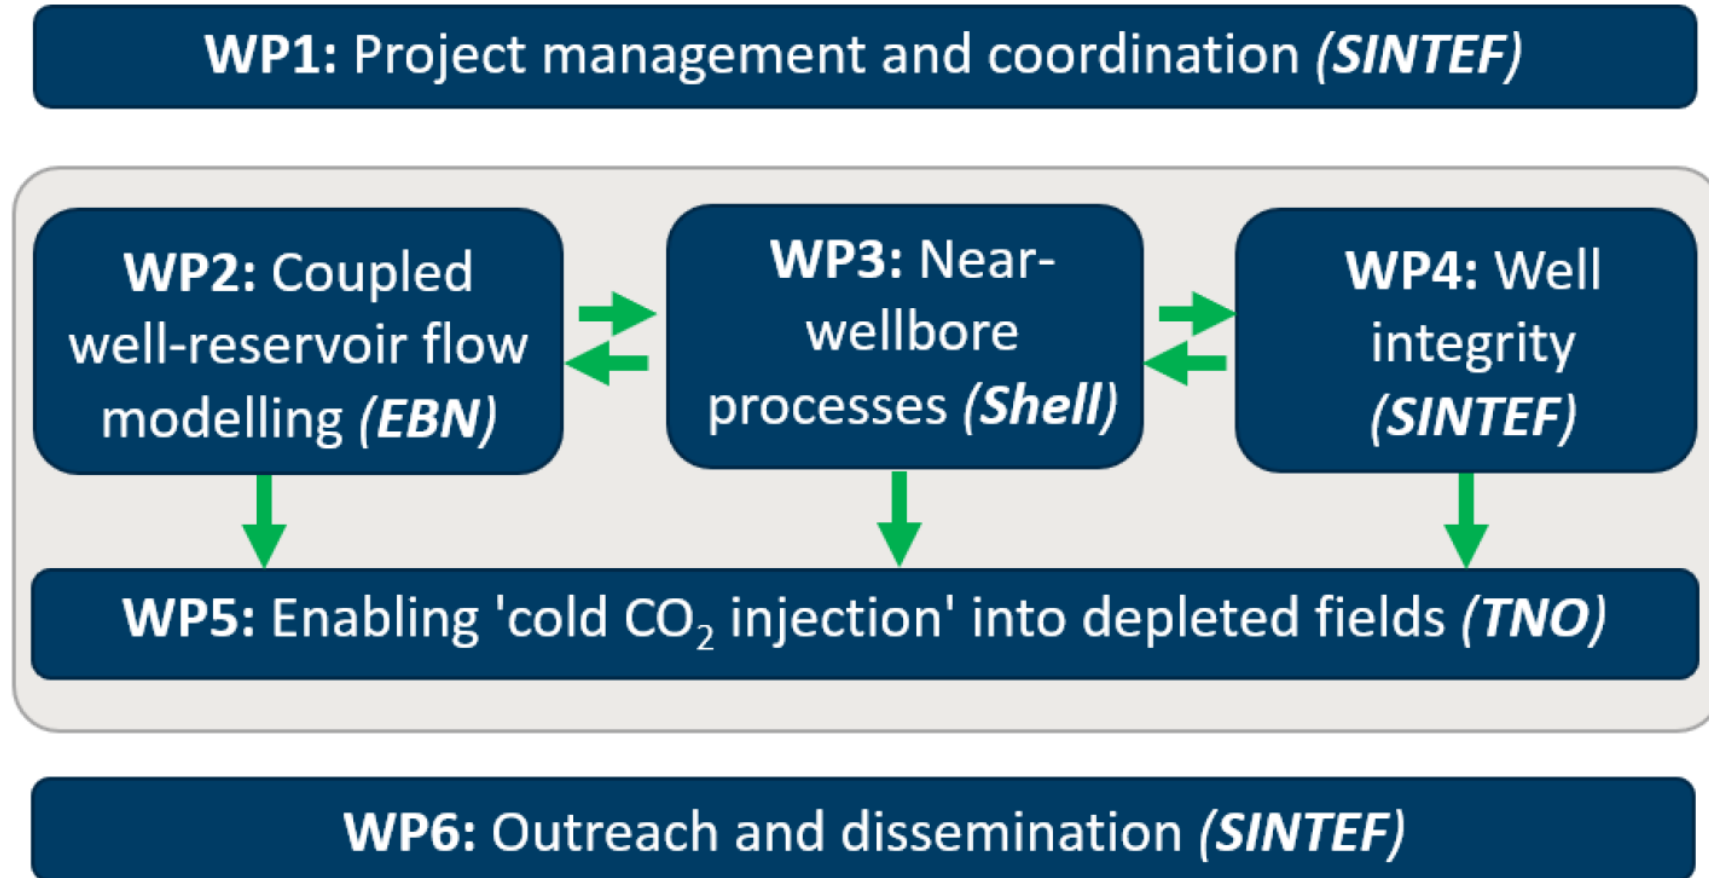 WP1: Project management and coordination (SINTEF)
WP2: Coupled
well-reservoir flow
modelling (EBN)
WP3: Near-
wellbore
processes (Shell)
WP4: Well
integrity
(SINTEF)
WP5: Enabling 'cold CO₂ injection' into depleted fields (TNO)
WP6: Outreach and dissemination (SINTEF)